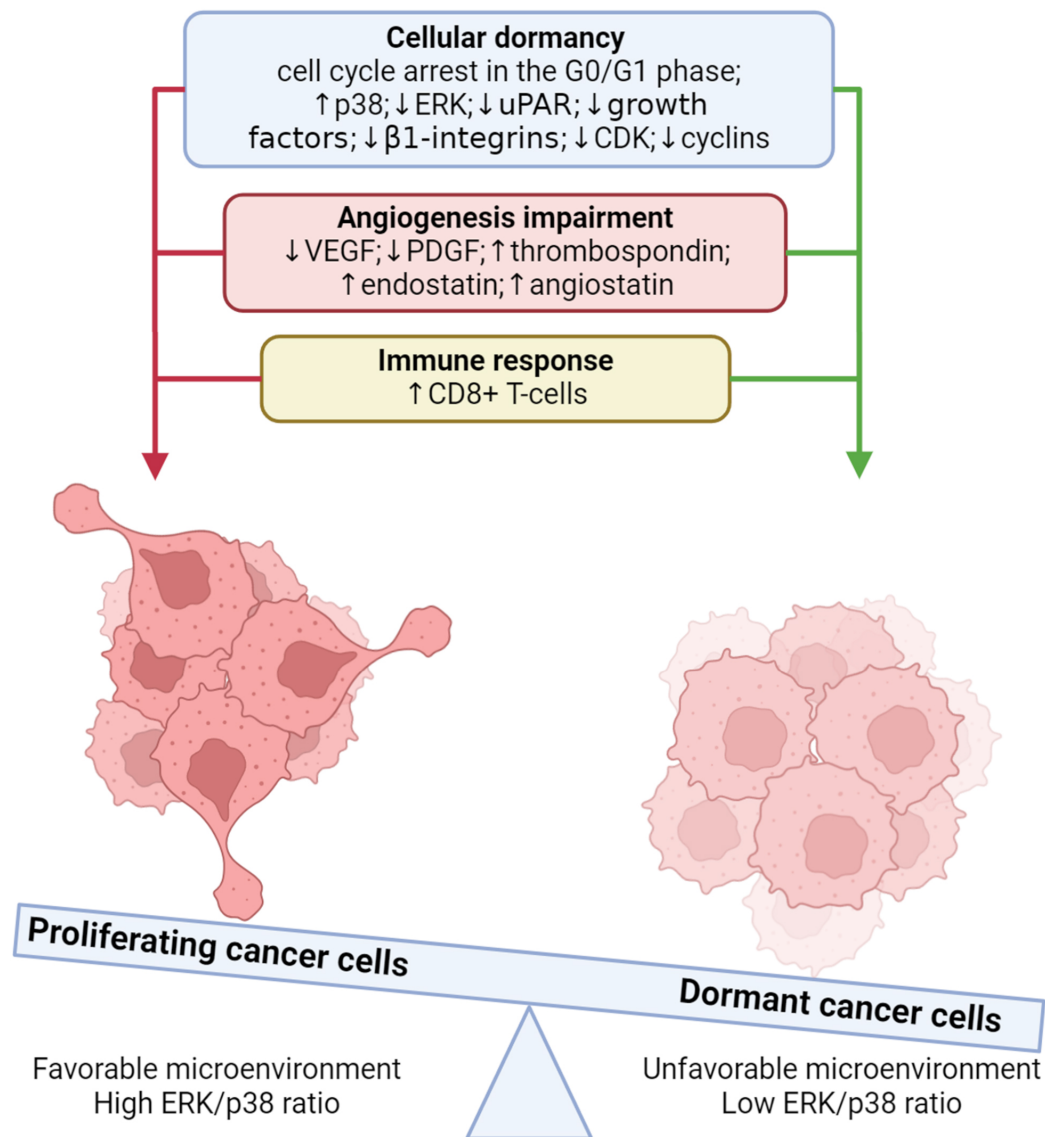 Cellular dormancy
cell cycle arrest in the G0/G1 phase;
↑p38;↓ERK;↓uPAR;↓growth
factors;↓β1-integrins;↓CDK;↓cyclins
Angiogenesis impairment
↓VEGF;↓PDGF;↑thrombospondin;
↑endostatin;↑angiostatin
Immune response
↑CD8+ T-cells
Proliferating cancer cells
Dormant cancer cells
Favorable microenvironment
High ERK/p38 ratio
Unfavorable microenvironment
Low ERK/p38 ratio